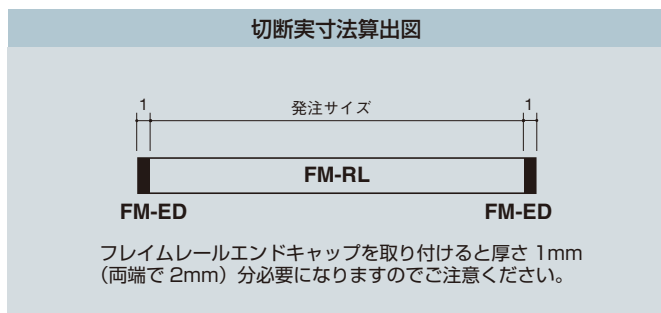 切断実寸法算出図
1 発注サイズ 1
FM-RL
FM-ED FM-ED
フレイムレールエンドキャップを取り付けると厚さ 1mm
（両端で 2mm）分必要になりますのでご注意ください。